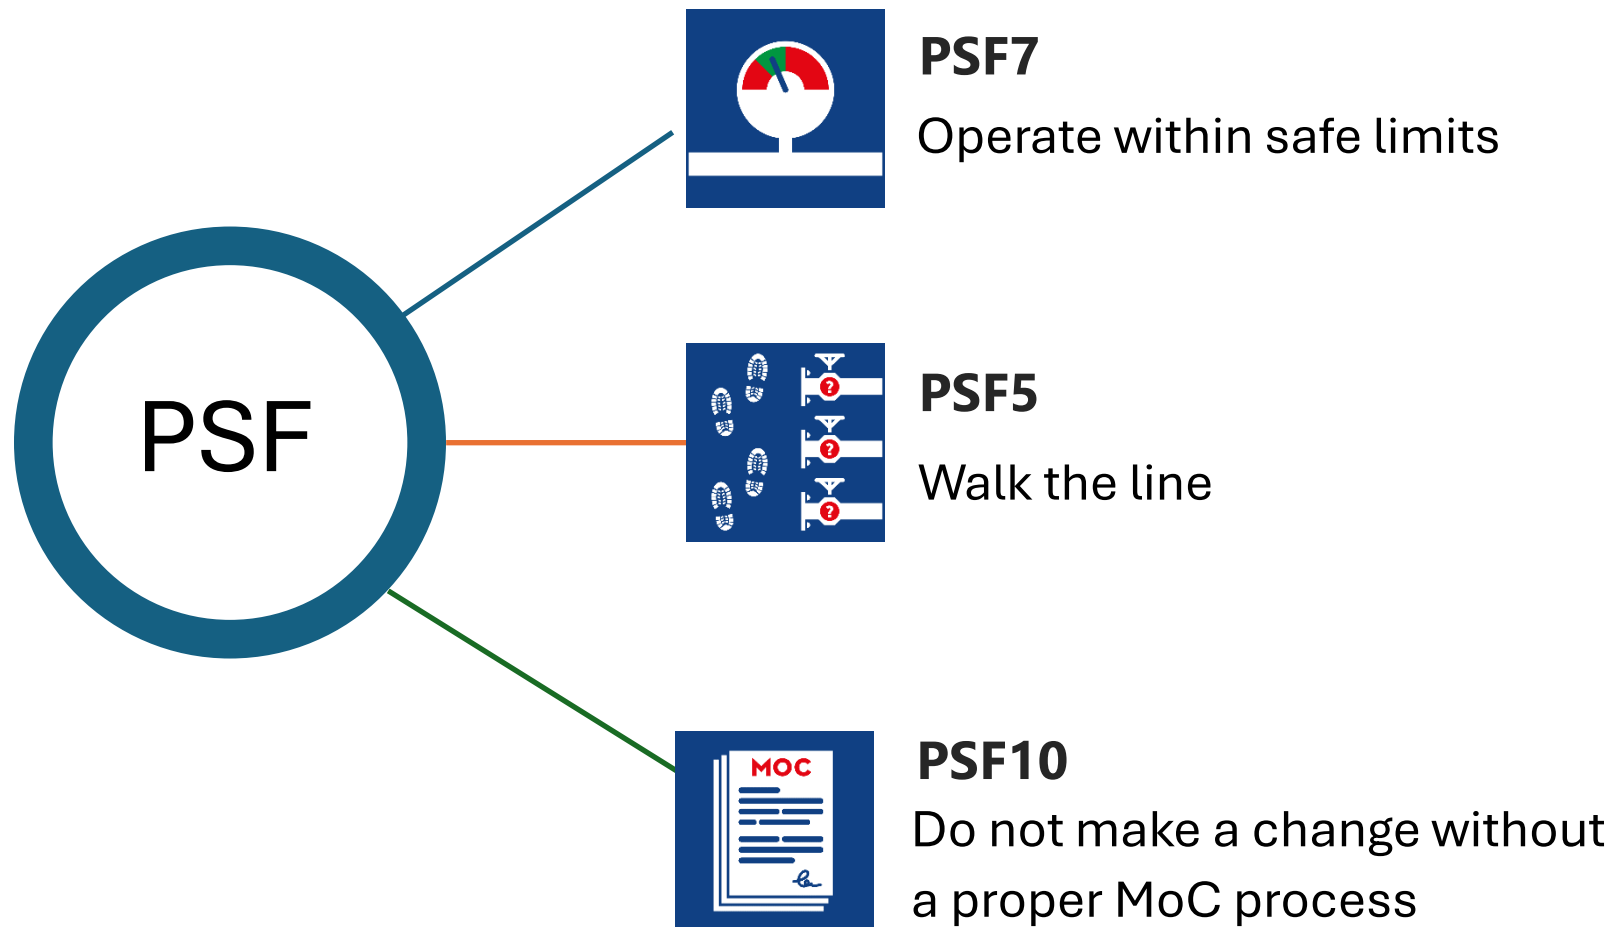 PSF
PSF7
Operate within safe limits
?
?
?
PSF5
Walk the line
MOC
PSF10
Do not make a change without
a proper MoC process